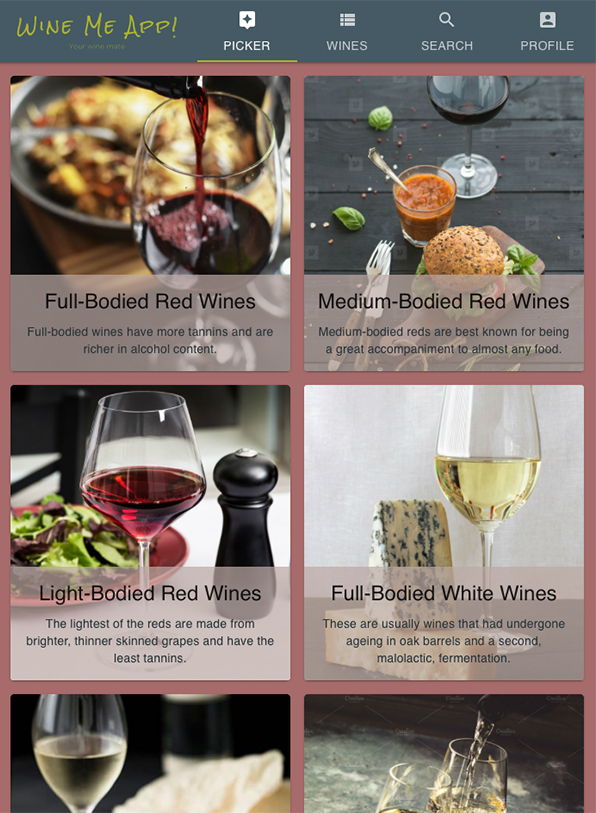 Wine Me App!
Your wine mate
PICKER
WINES
SEARCH
PROFILE
Full-Bodied Red Wines
Full-bodied wines have more tannins and are
richer in alcohol content.
Medium-Bodied Red Wines
Medium-bodied reds are best known for being
a great accompaniment to almost any food.
Light-Bodied Red Wines
The lightest of the reds are made from
brighter, thinner skinned grapes and have the
least tannins.
Full-Bodied White Wines
These are usually wines that had undergone
ageing in oak barrels and a second,
malolactic, fermentation.